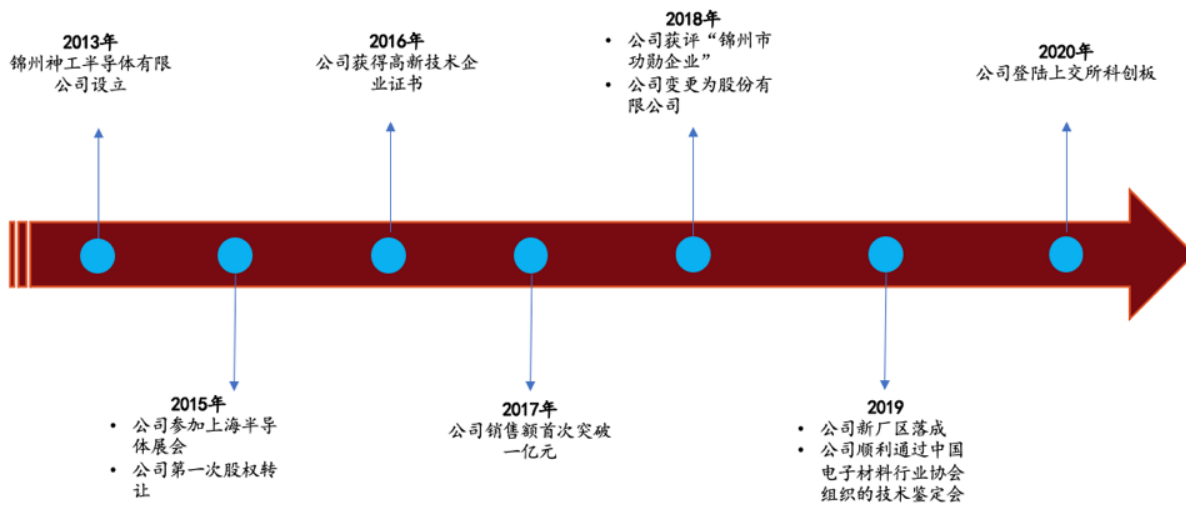 2013年
锦州神工半导体有限
公司设立
2016年
公司获得高新技术企
业证书
2018年
• 公司获评“锦州市
功勋企业”
• 公司变更为股份有
限公司
2020年
公司登陆上交所科创板
2015年
• 公司参加上海半导
体展会
• 公司第一次股权转
让
2017年
公司销售额首次突破
一亿元
2019
• 公司新厂区落成
• 公司顺利通过中国
电子材料行业协会
组织的技术鉴定会